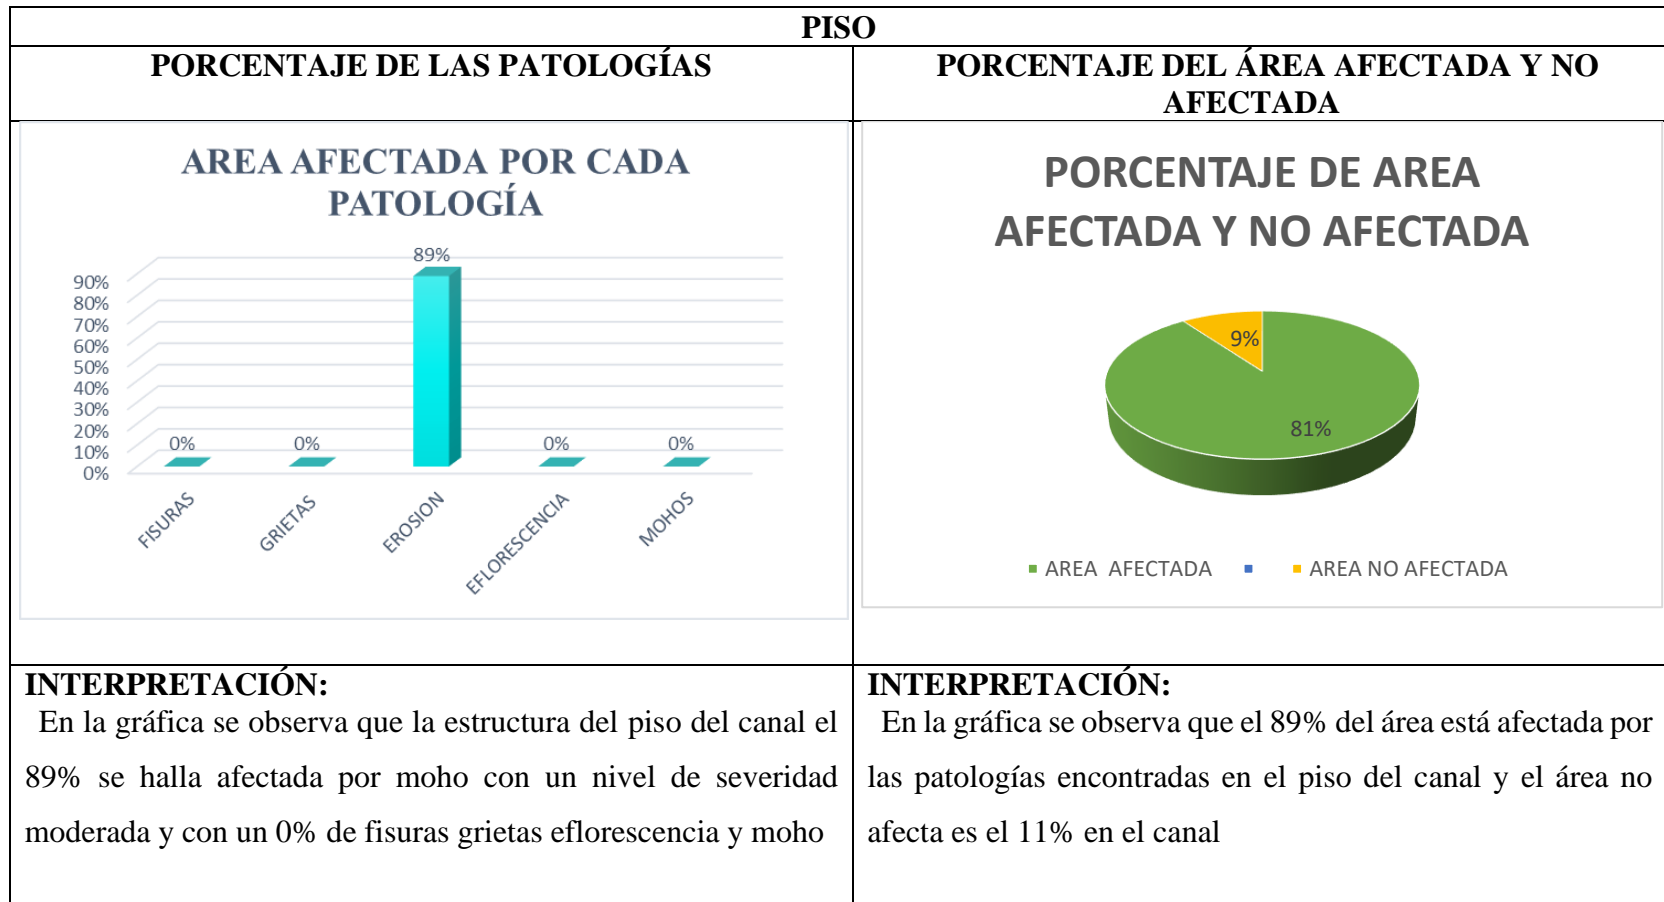 PISO
PORCENTAJE DE LAS PATOLOGÍAS
PORCENTAJE DEL ÁREA AFECTADA Y NO
AFECTADA
AREA AFECTADA POR CADA
PATOLOGÍA
89%
90%
80%
70%
60%
50%
40%
30%
20%
10%
0%
0%
0%
0%
0%
FISURAS
GRIETAS
EROSION
EFLORESCENCIA
MOHOS
PORCENTAJE DE AREA
AFECTADA Y NO AFECTADA
9%
81%
AREA AFECTADA
AREA NO AFECTADA
INTERPRETACIÓN:
En la gráfica se observa que la estructura del piso del canal el
89% se halla afectada por moho con un nivel de severidad
moderada y con un 0% de fisuras grietas eflorescencia y moho
INTERPRETACIÓN:
En la gráfica se observa que el 89% del área está afectada por
las patologías encontradas en el piso del canal y el área no
afecta es el 11% en el canal